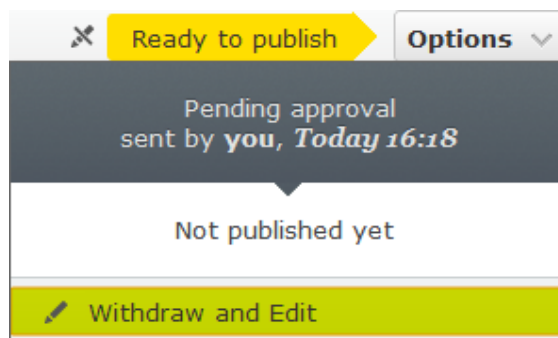 Ready to publish Options
Pending approval
sent by you, Today 16:18
Not published yet
Withdraw and Edit